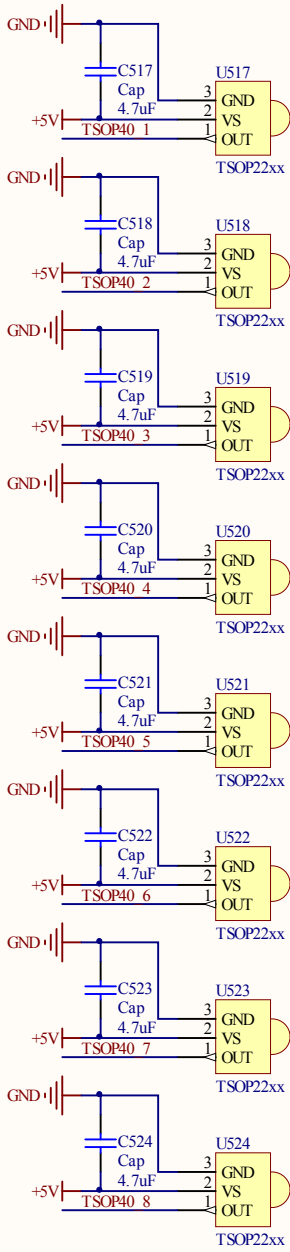 GND
C517
Cap
4.7uF
U517
3 GND
+5V 2 VS
TSOP40_1 1 OUT
TSOP22xx
GND
C518
Cap
4.7uF
U518
3 GND
+5V 2 VS
TSOP40_2 1 OUT
TSOP22xx
GND
C519
Cap
4.7uF
U519
3 GND
+5V 2 VS
TSOP40_3 1 OUT
TSOP22xx
GND
C520
Cap
4.7uF
U520
3 GND
+5V 2 VS
TSOP40_4 1 OUT
TSOP22xx
GND
C521
Cap
4.7uF
U521
3 GND
+5V 2 VS
TSOP40_5 1 OUT
TSOP22xx
GND
C522
Cap
4.7uF
U522
3 GND
+5V 2 VS
TSOP40_6 1 OUT
TSOP22xx
GND
C523
Cap
4.7uF
U523
3 GND
+5V 2 VS
TSOP40_7 1 OUT
TSOP22xx
GND
C524
Cap
4.7uF
U524
3 GND
+5V 2 VS
TSOP40_8 1 OUT
TSOP22xx